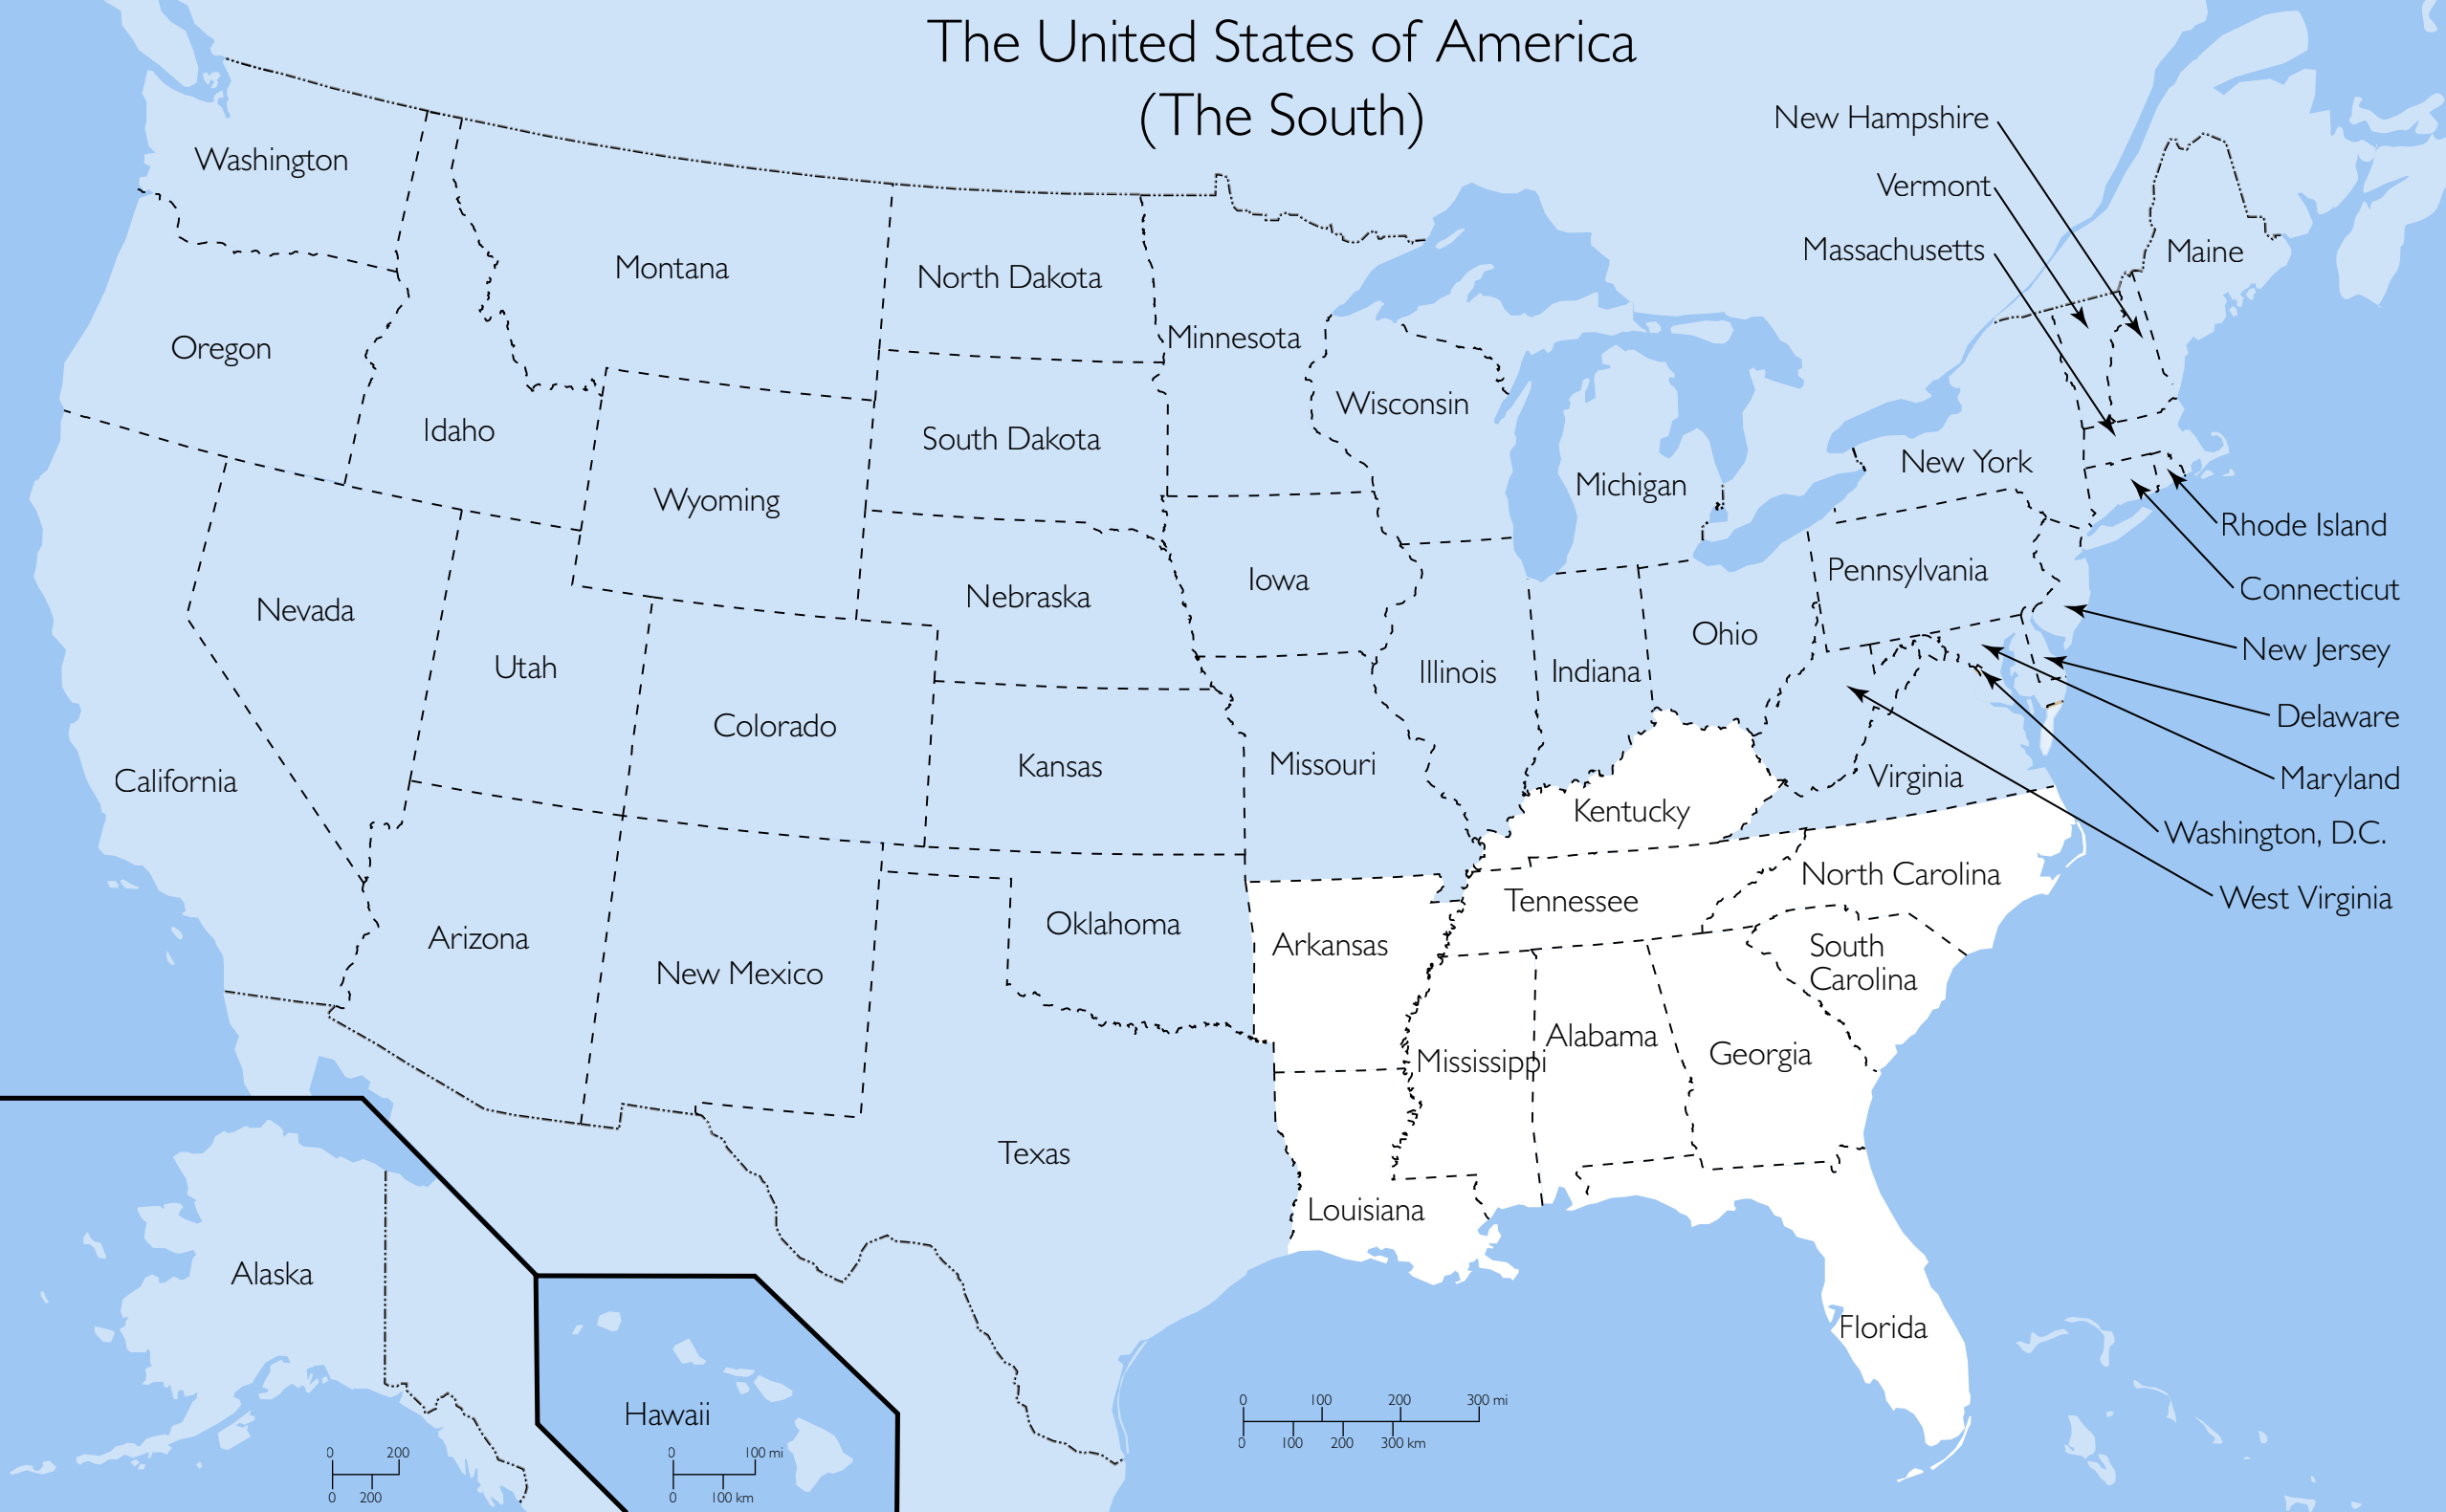 The United States of America
(The South)
New Hampshire
Washington
Vermont
Massachusetts
Maine
Montana
North Dakota
Minnesota
Oregon
Wisconsin
Idaho
South Dakota
New York
Michigan
Wyoming
Rhode Island
Pennsylvania
Iowa
Connecticut
Nebraska
Nevada
Ohio
New Jersey
Utah
Illinois
Indiana
Delaware
Colorado
Kansas
Missouri
California
Virginia
Maryland
Kentucky
Washington, D.C.
North Carolina
Tennessee
West Virginia
Oklahoma
Arizona
Arkansas
South
Carolina
New Mexico
Alabama
Mississippi
Georgia
Texas
Louisiana
Alaska
Florida
Hawaii
0 100 200 300 mi
0 100 200 300 km
0 200
0 200
0 100 mi
0 100 km